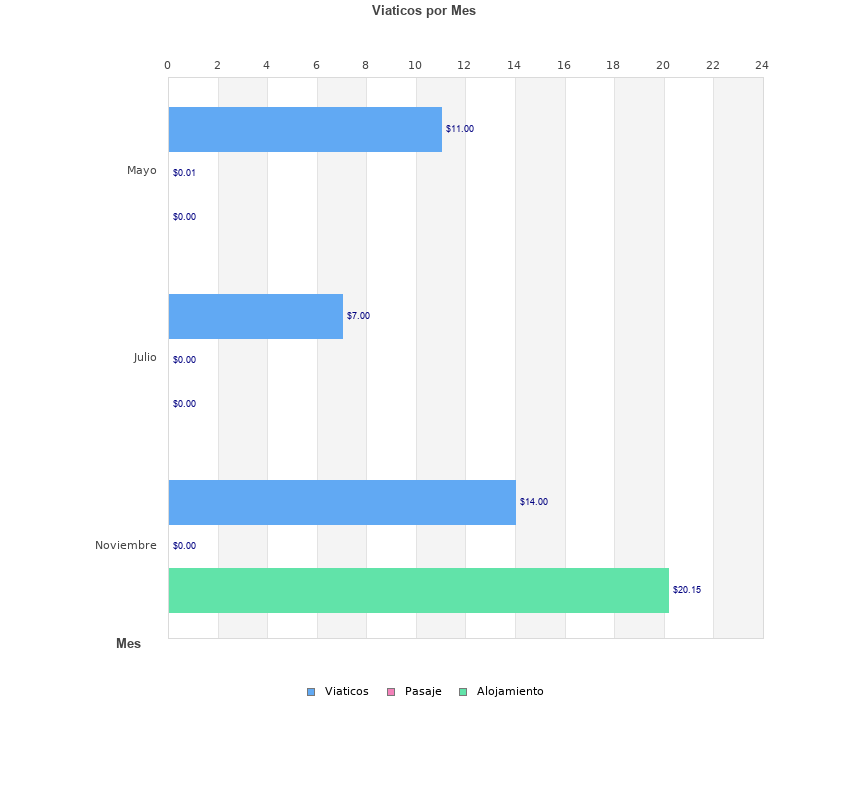 Viaticos por Mes
0 2 4 6 8 10 12 14 16 18 20 22 24
$11.00
Mayo $0.01
$0.00
$7.00
Julio $0.00
$0.00
$14.00
Noviembre $0.00
$20.15
Mes
Viaticos Pasaje Alojamiento